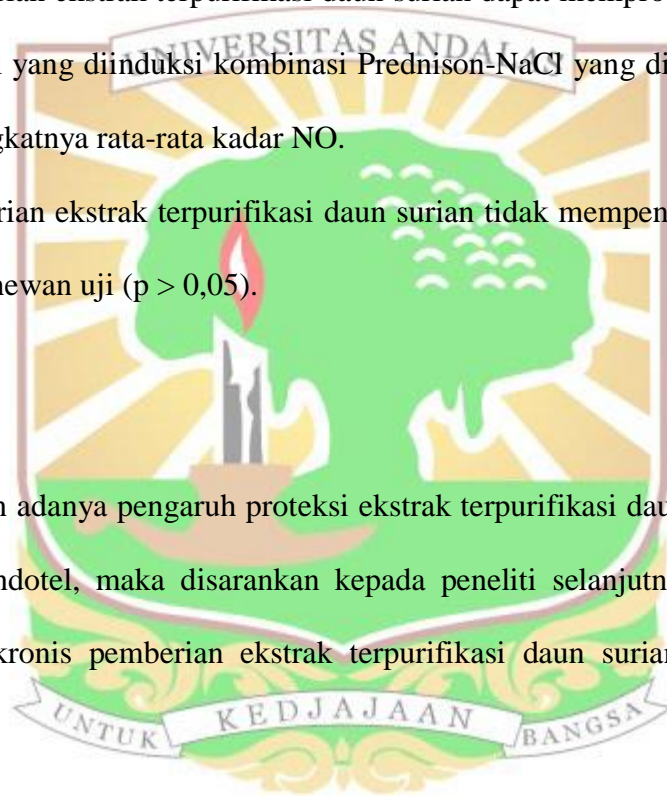 rian ekstrak terpurifikasi daun surian dapat mempro
UNIVERSITAS ANDALAS
yang diinduksi kombinasi Prednison-NaCl yang di
gkatnya rata-rata kadar NO.
rian ekstrak terpurifikasi daun surian tidak mempen
hewan uji (p > 0,05).
n adanya pengaruh proteksi ekstrak terpurifikasi dau
ndotel, maka disarankan kepada peneliti selanjutn
kronis pemberian ekstrak terpurifikasi daun surian
UNTUK KEDJAJAAN BANGSA